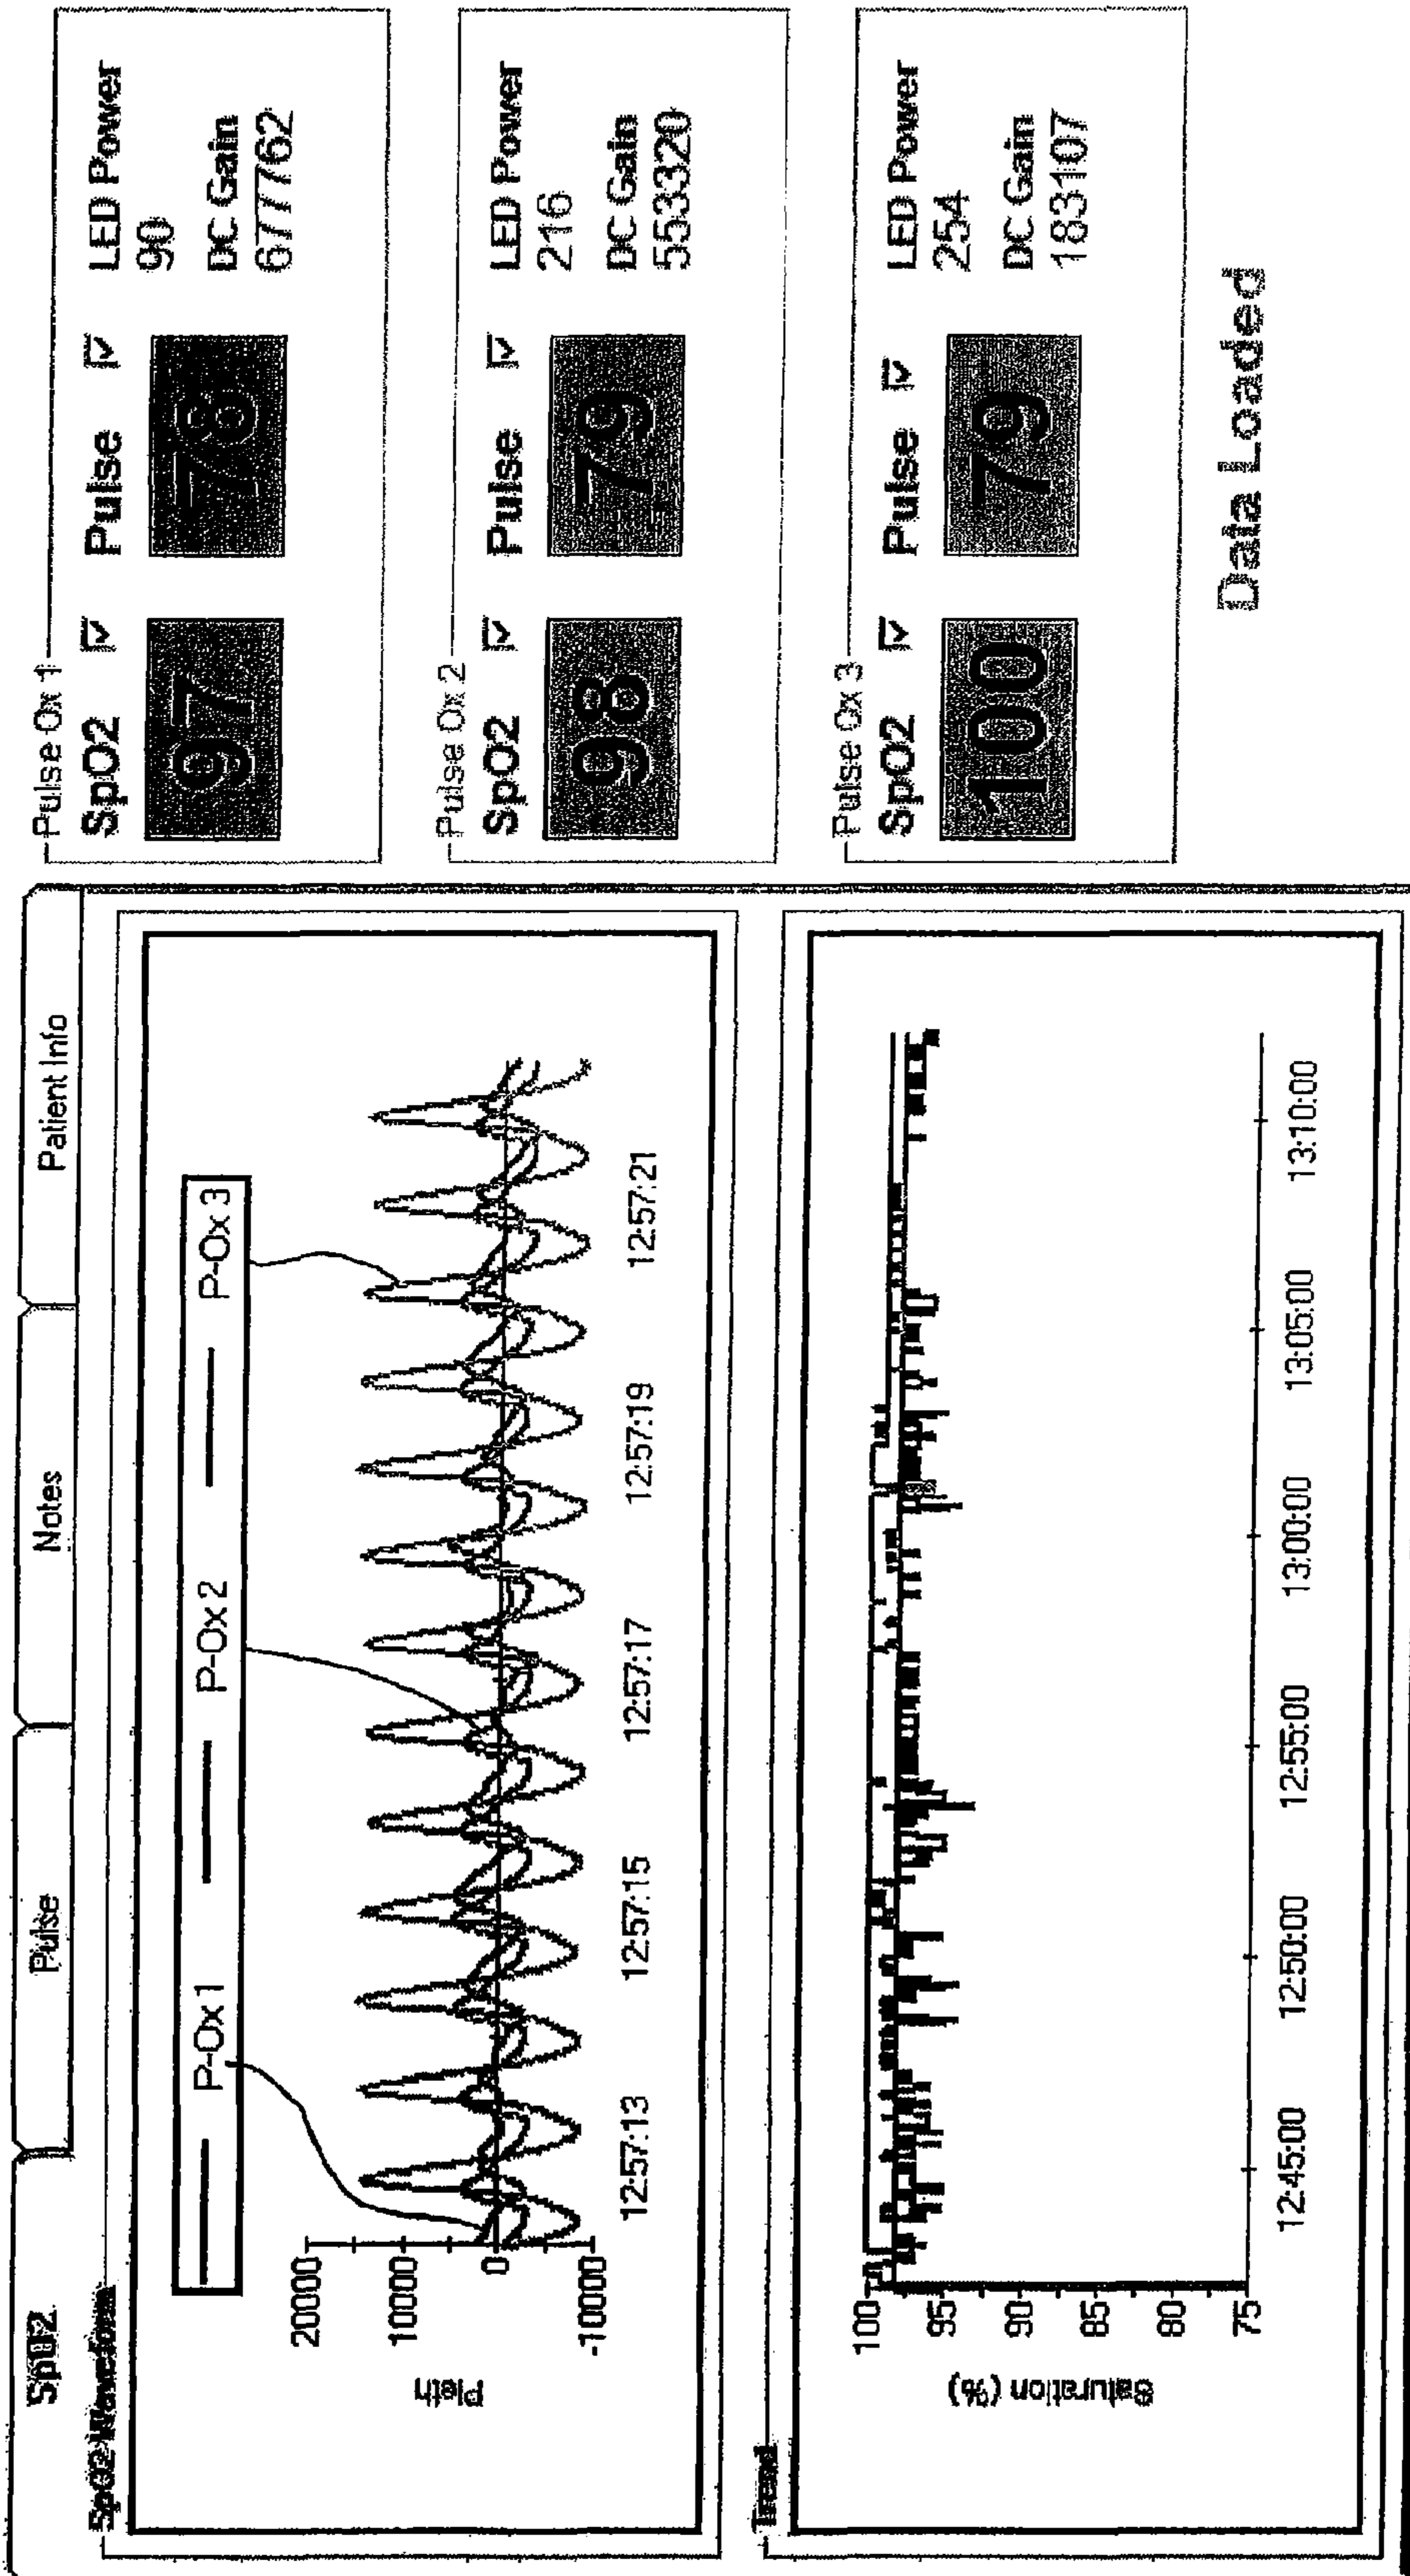 SpO2
Pulse
Notes
Patient Info
SpO2 Waveform
P-Ox 1
P-Ox 2
P-Ox 3
Pleth
20000
10000
0
-10000
12:57:13
12:57:15
12:57:17
12:57:19
12:57:21
Trend
Saturation (%)
100
95
90
85
80
75
12:45:00
12:50:00
12:55:00
13:00:00
13:05:00
13:10:00
Pulse Ox 1
SpO2
Pulse
LED Power
97
78
90
DC Gain
677762
Pulse Ox 2
SpO2
Pulse
LED Power
98
79
216
DC Gain
553320
Pulse Ox 3
SpO2
Pulse
LED Power
100
79
254
DC Gain
183107
Data Loaded